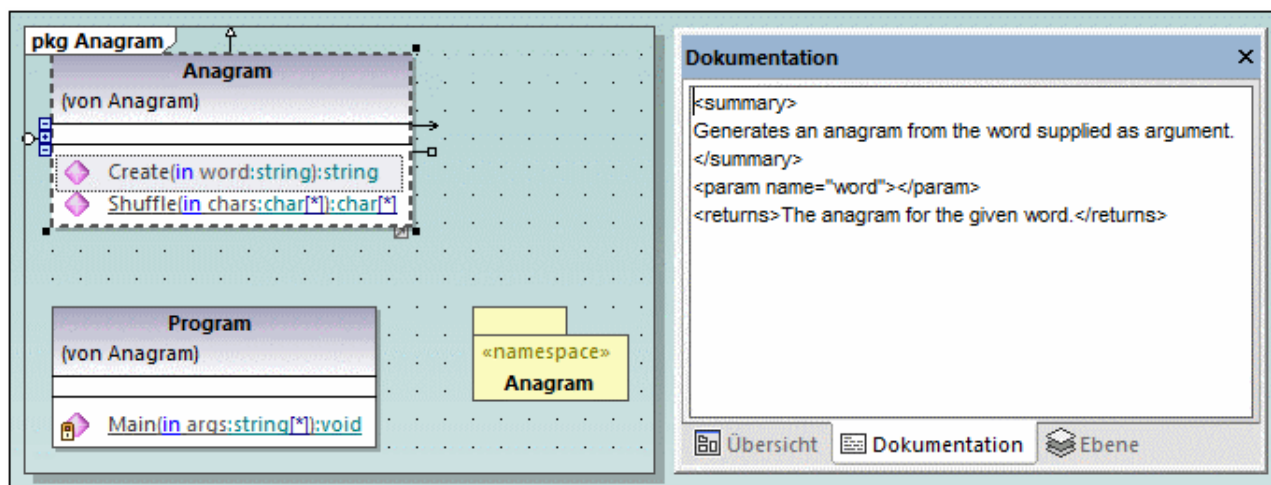 pkg Anagram
Anagram
(von Anagram)
Create(in word:string):string
Shuffle(in chars:char[*]):char[*]
Program
(von Anagram)
Main(in args:string[*]):void
«namespace»
Anagram
Dokumentation
<summary>
Generates an anagram from the word supplied as argument.
</summary>
<param name="word"></param>
<returns>The anagram for the given word.</returns>
Übersicht Dokumentation Ebene